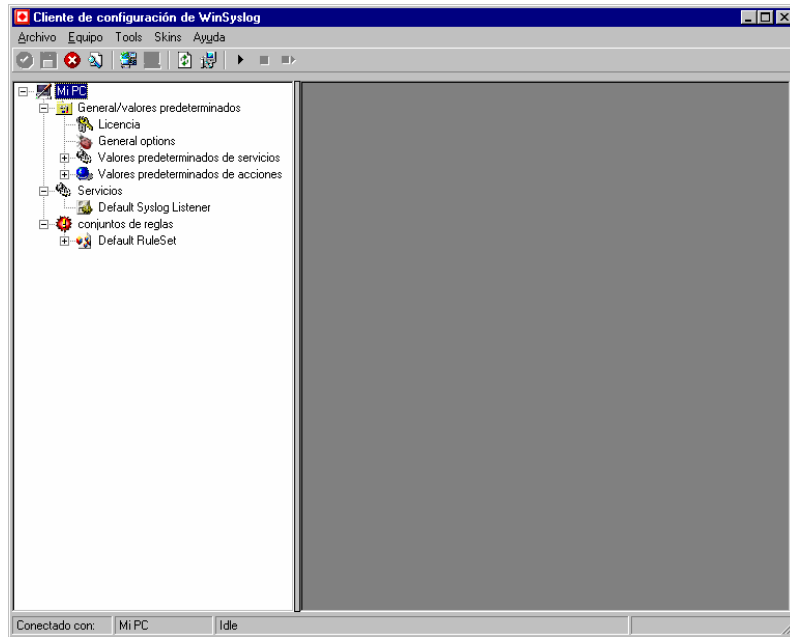 Cliente de configuración de WinSyslog
Archivo Equipo Tools Skins Ayuda
Mi PC
General/valores predeterminados
Licencia
General options
Valores predeterminados de servicios
Valores predeterminados de acciones
Servicios
Default Syslog Listener
conjuntos de reglas
Default RuleSet
Conectado con: Mi PC Idle